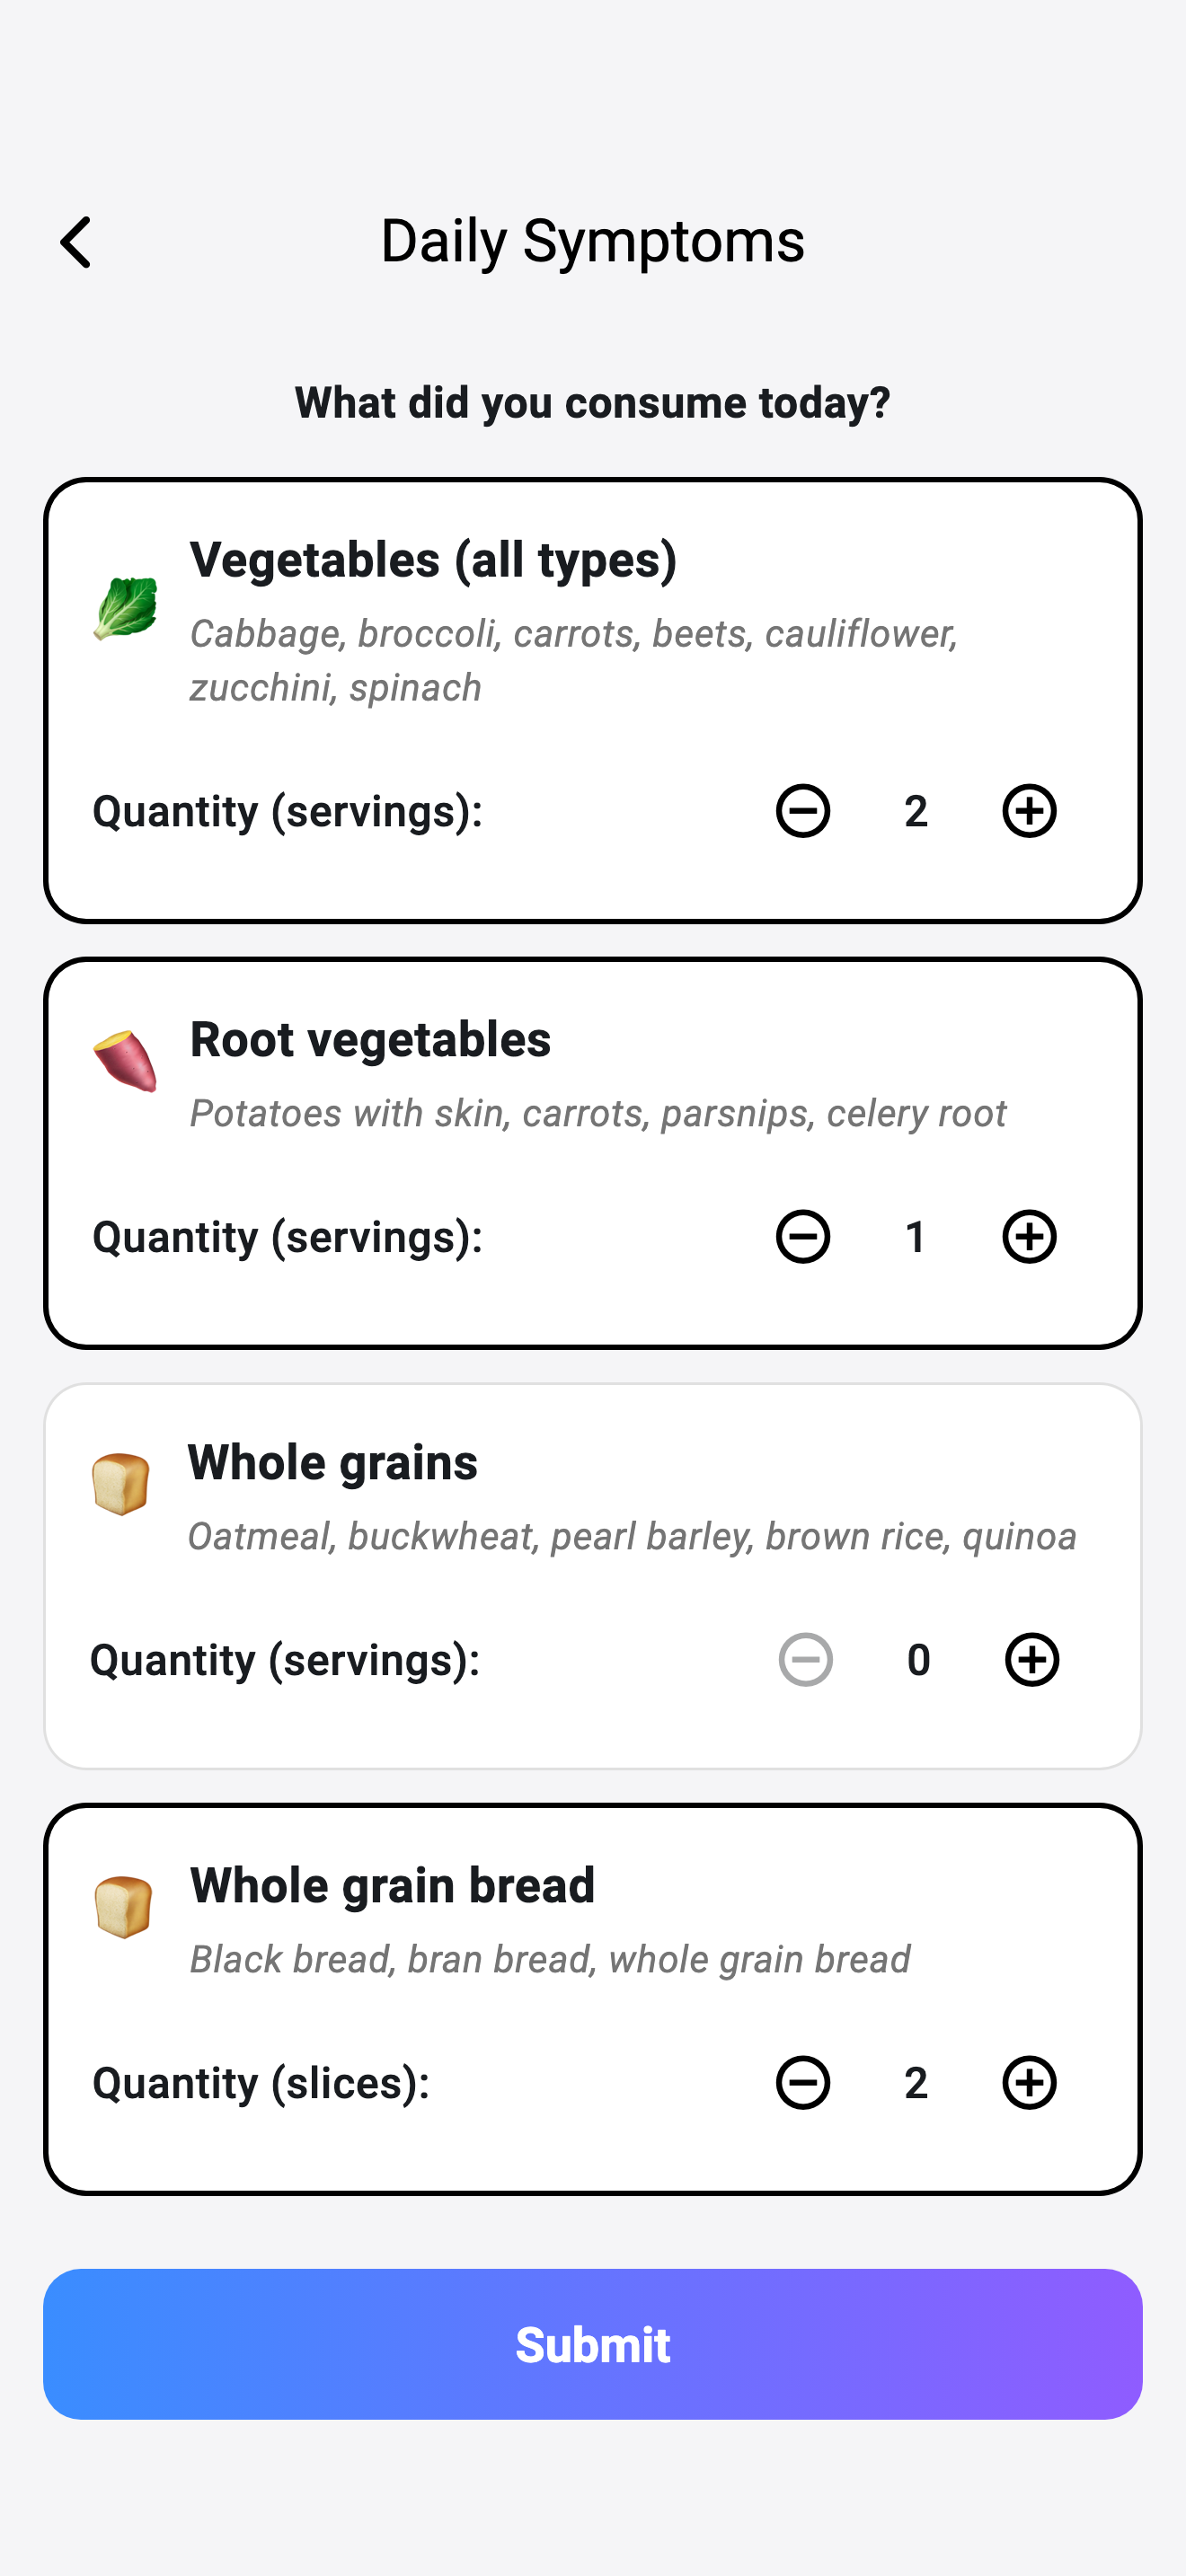 Daily Symptoms
What did you consume today?
Vegetables (all types)
Cabbage, broccoli, carrots, beets, cauliflower,
zucchini, spinach
Quantity (servings): 2
Root vegetables
Potatoes with skin, carrots, parsnips, celery root
Quantity (servings): 1
Whole grains
Oatmeal, buckwheat, pearl barley, brown rice, quinoa
Quantity (servings): 0
Whole grain bread
Black bread, bran bread, whole grain bread
Quantity (slices): 2
Submit